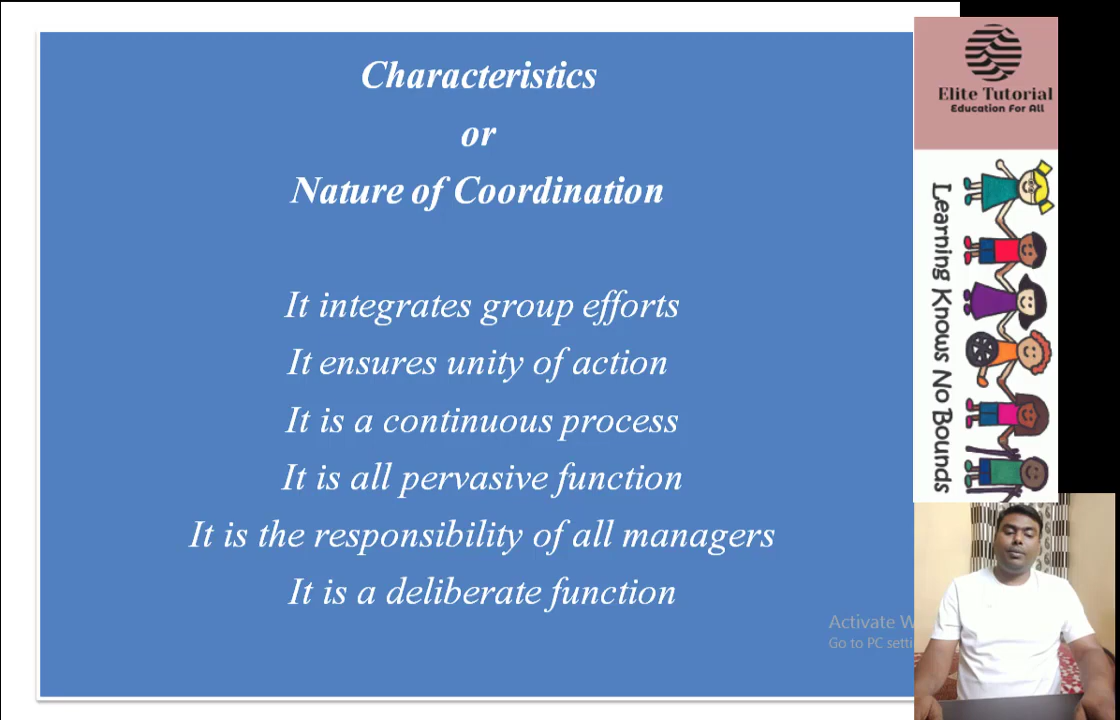 Characteristics
or
Nature of Coordination
It integrates group efforts
It ensures unity of action
It is a continuous process
It is all pervasive function
It is the responsibility of all managers
It is a deliberate function
Activate
Go to PC
Elite Tutorial
Education For All
Learning Knows No Bounds